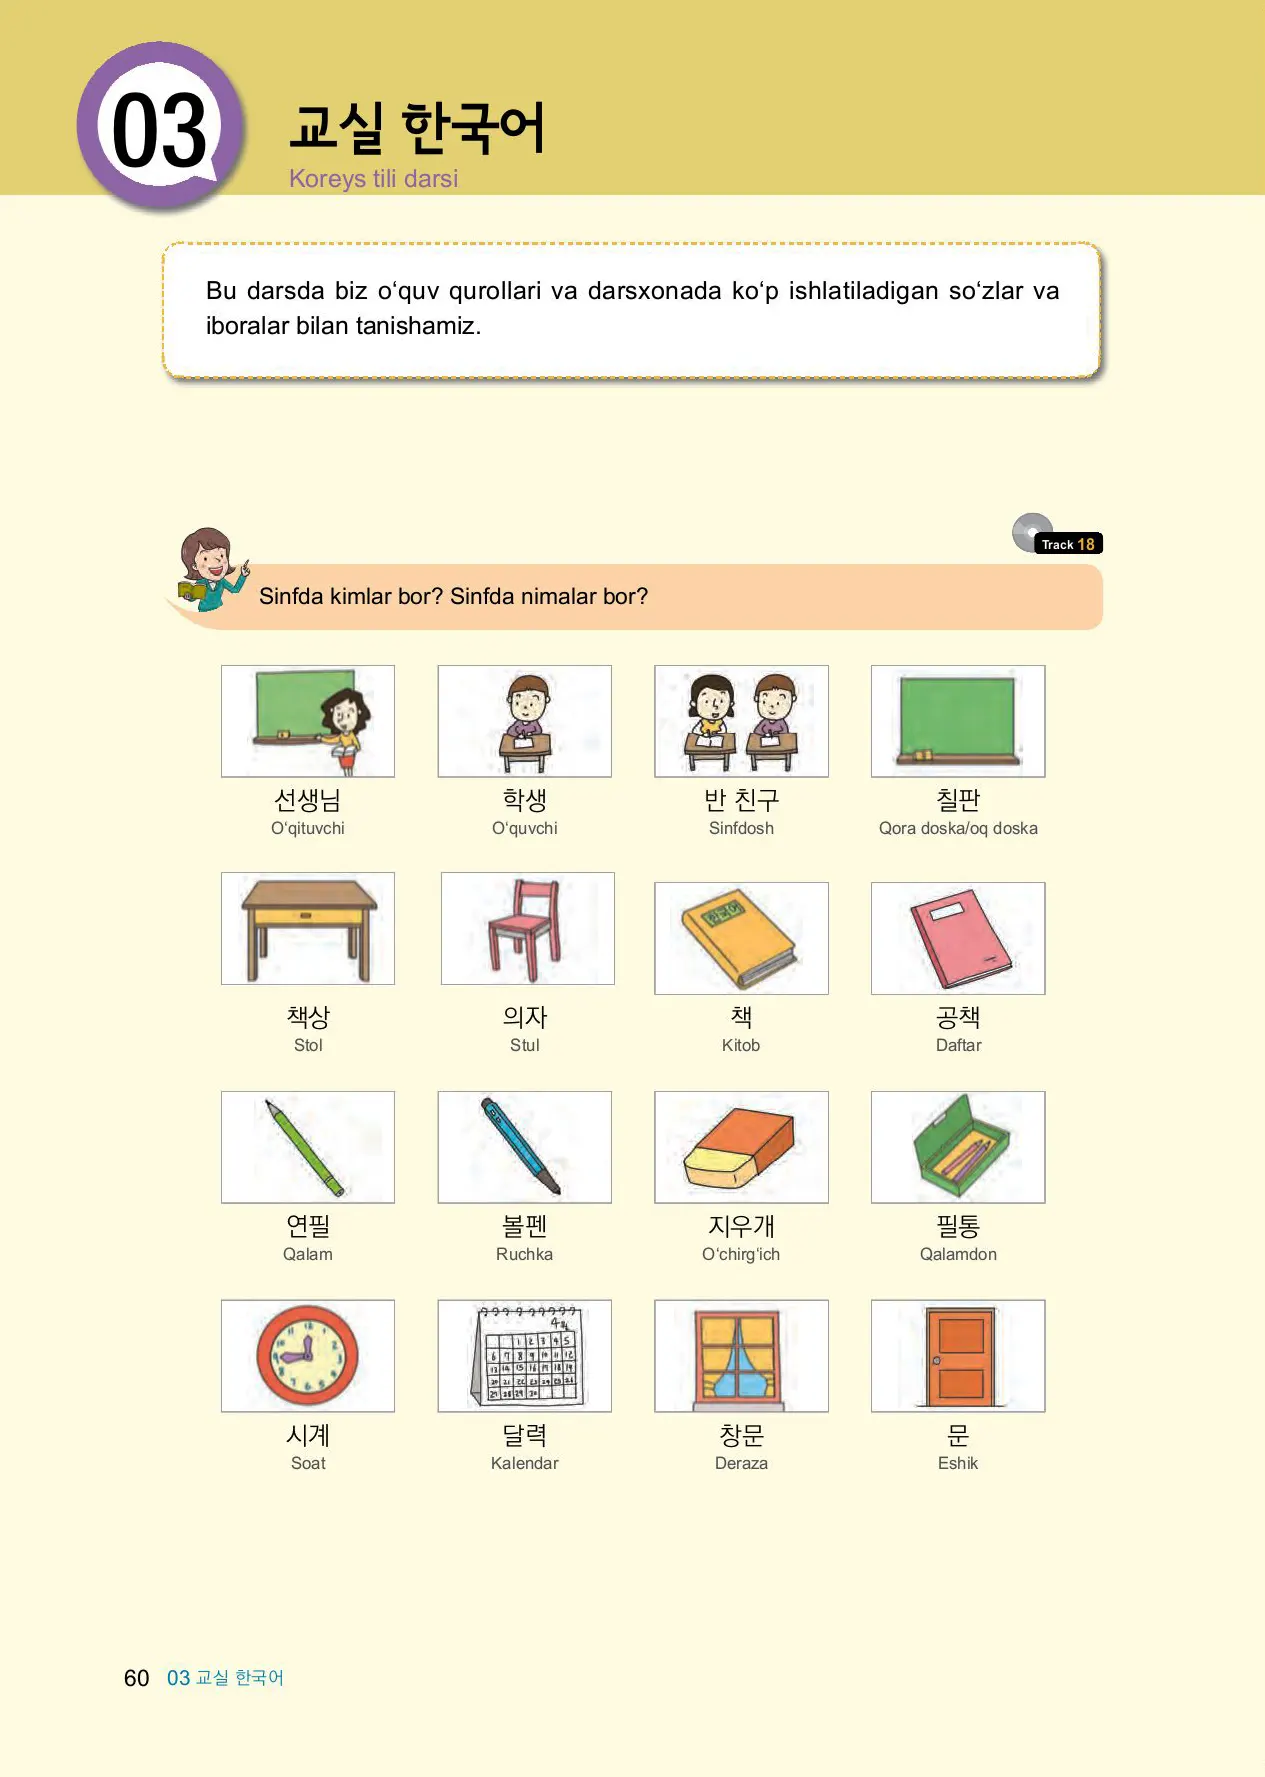 03
교실 한국어
Koreys tili darsi
Bu darsda biz o‘quv qurollari va darsxonada ko‘p ishlatiladigan so‘zlar va
iboralar bilan tanishamiz.
Track 18
Sinfda kimlar bor? Sinfda nimalar bor?
선생님 학생 반 친구 칠판
O‘qituvchi O‘quvchi Sinfdosh Qora doska/oq doska
한국어
책상 의자 책 공책
Stol Stul Kitob Daftar
연필 볼펜 지우개 필통
Qalam Ruchka O‘chirg‘ich Qalamdon
시계 달력 창문 문
Soat Kalendar Deraza Eshik
60 03 교실 한국어